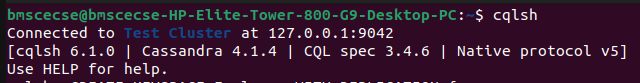 bmscecse@bmscecse-HP-Elite-Tower-800-G9-Desktop-PC:~$ cqlsh
Connected to Test Cluster at 127.0.0.1:9042
[cqlsh 6.1.0 | Cassandra 4.1.4 | CQL spec 3.4.6 | Native protocol v5]
Use HELP for help.